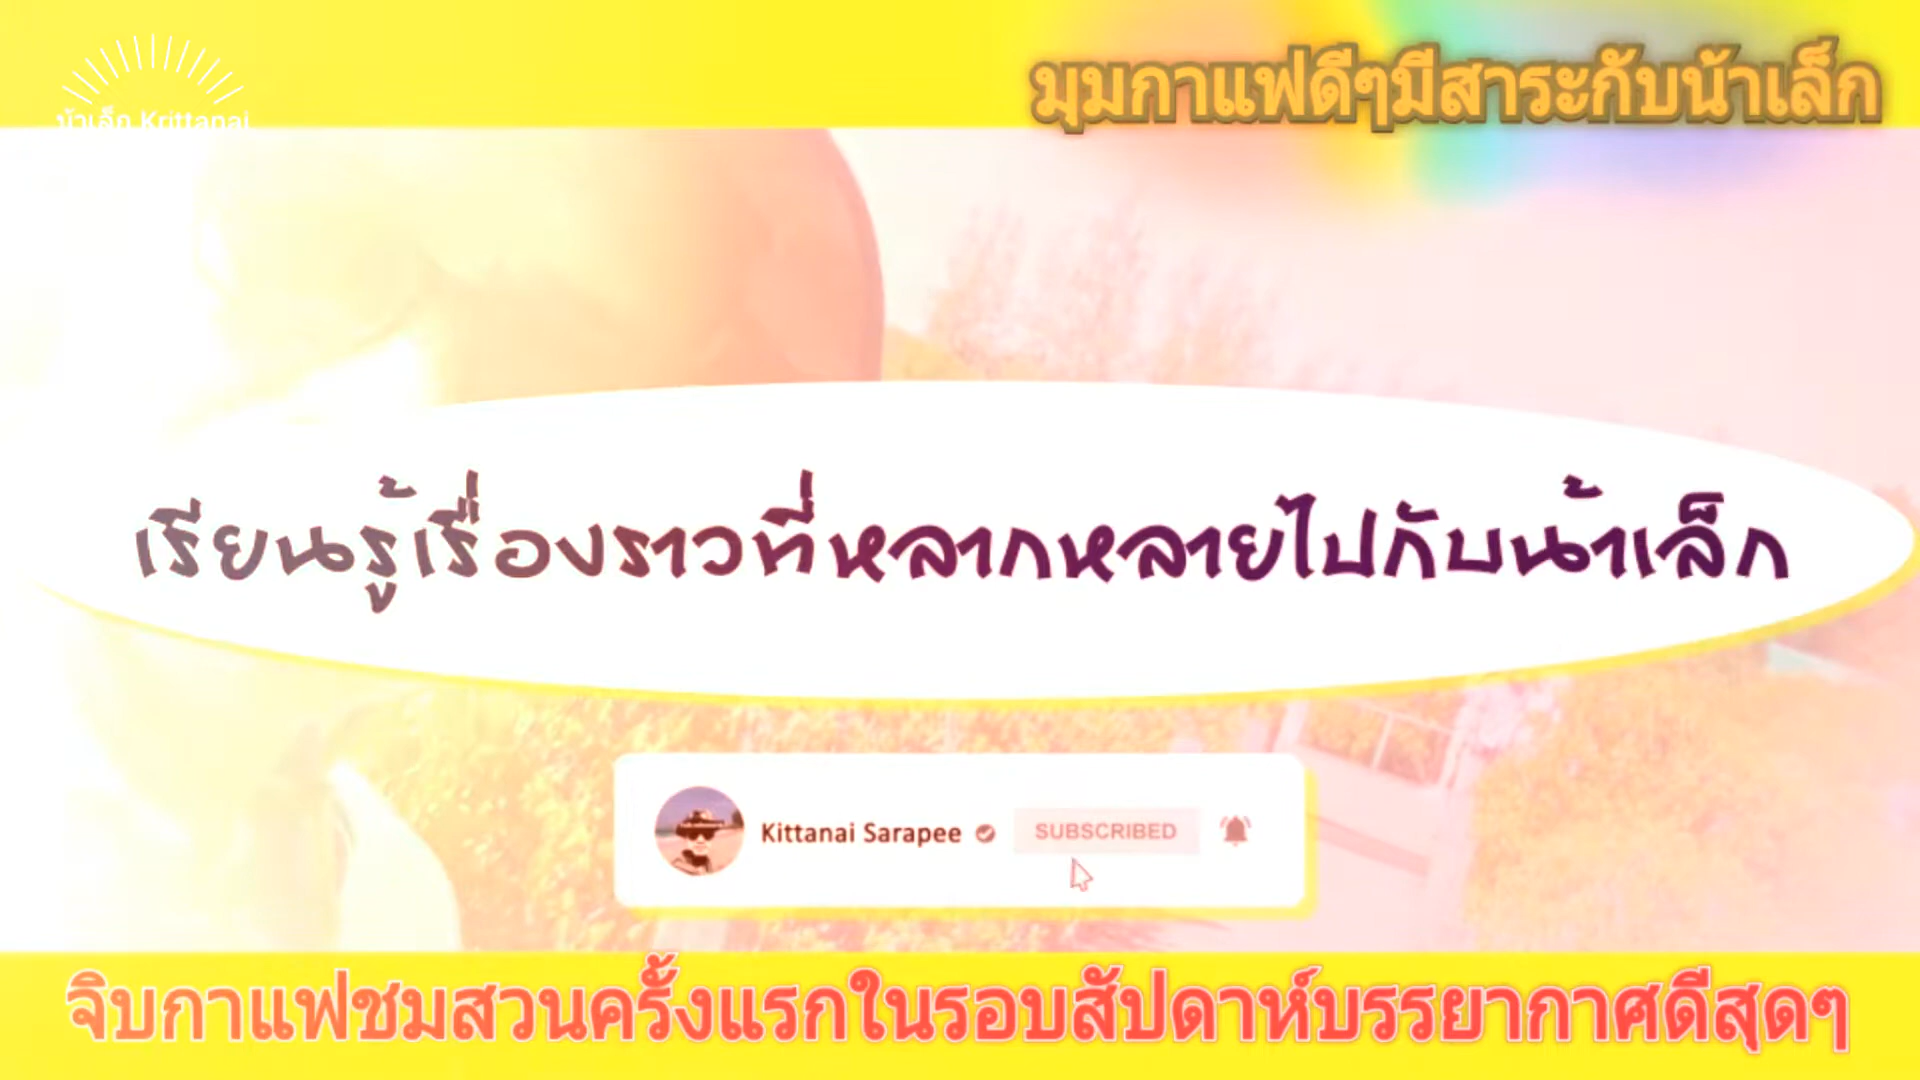 น้าเล็ก Krittanai
มุมกาแฟดีๆมีสาระกับน้าเล็ก
เรียนรู้เรื่องราวที่หลากหลายไปกับน้าเล็ก
Kittanai Sarapee SUBSCRIBED
จิบกาแฟชมสวนครั้งแรกในรอบสัปดาห์บรรยากาศดีสุดๆ